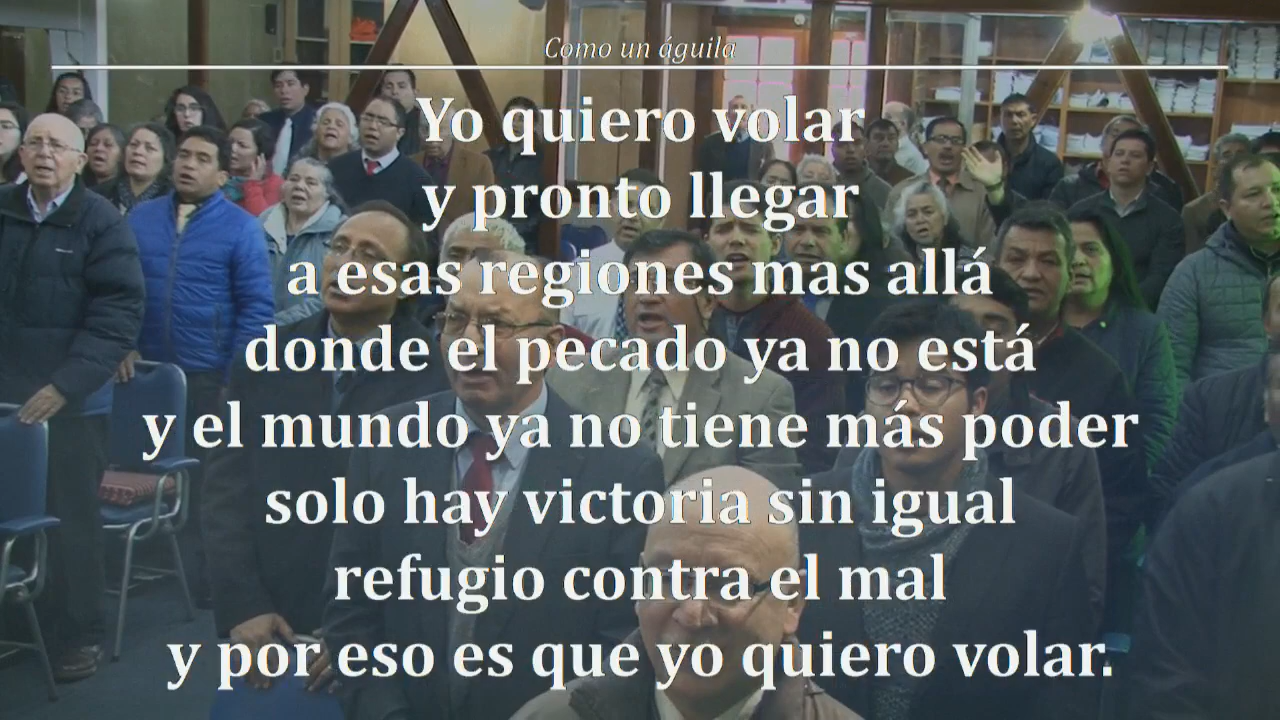 Como un águila
Yo quiero volar
y pronto llegar
a esas regiones mas allá
donde el pecado ya no está
y el mundo ya no tiene más poder
solo hay victoria sin igual
refugio contra el mal
y por eso es que yo quiero volar.